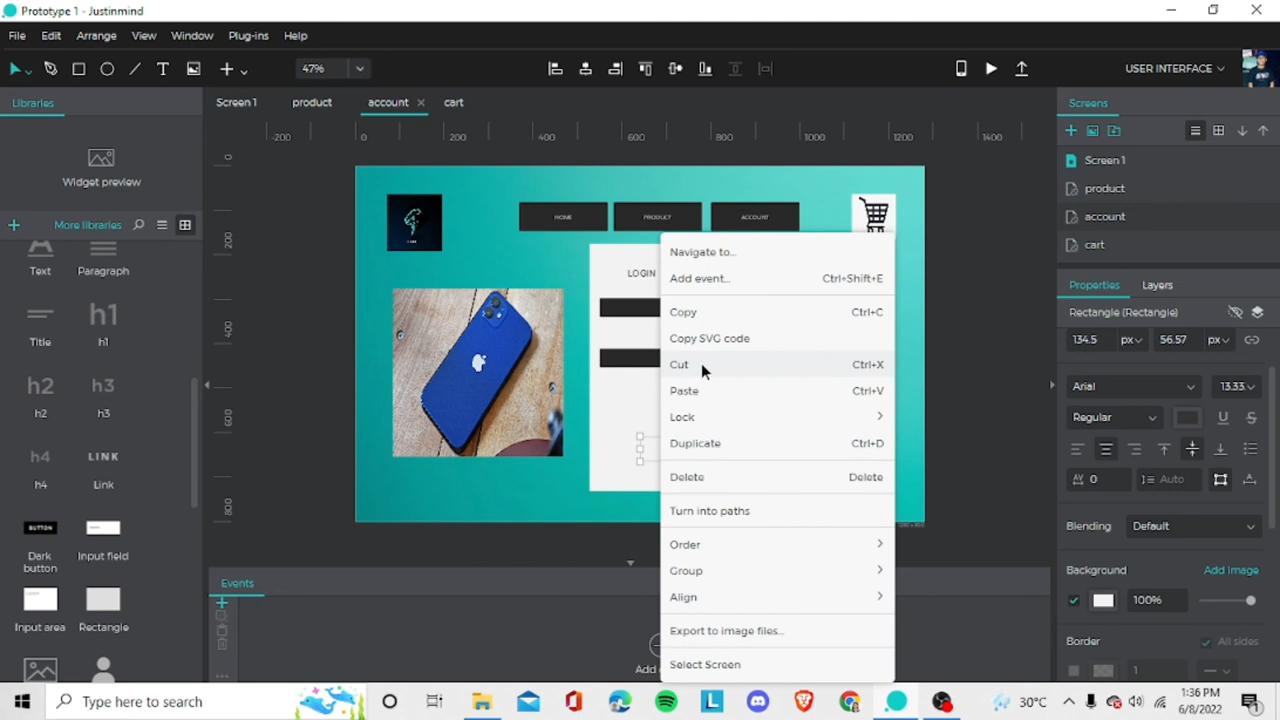 Prototype 1 - Justinmind
File Edit Arrange View Window Plug-ins Help
47%
USER INTERFACE
Libraries
Screen 1 product account cart
Screens
-200 0 200 400 600 800 1000 1200 1400
Widget preview
Screen 1
product
account
cart
More libraries
0
200
400
600
800
HOME PRODUCT ACCOUNT
LOGIN
Text Paragraph
h1
Title h1
h2 h3
h2 h3
h4 LINK
h4 Link
BUTTON
Dark button
Input field
Input area Rectangle
Navigate to...
Add event... Ctrl+Shift+E
Copy Ctrl+C
Copy SVG code
Cut Ctrl+X
Paste Ctrl+V
Lock
Duplicate Ctrl+D
Delete Delete
Turn into paths
Order
Group
Align
Export to image files...
Select Screen
Events
Add
Properties Layers
Rectangle (Rectangle)
134.5 px 56.57 px
Arial 13.33
Regular U S
AV 0 Auto
Blending Default
Background Add Image
100%
Border All sides
1
Type here to search
30°C
1:36 PM
6/8/2022
1